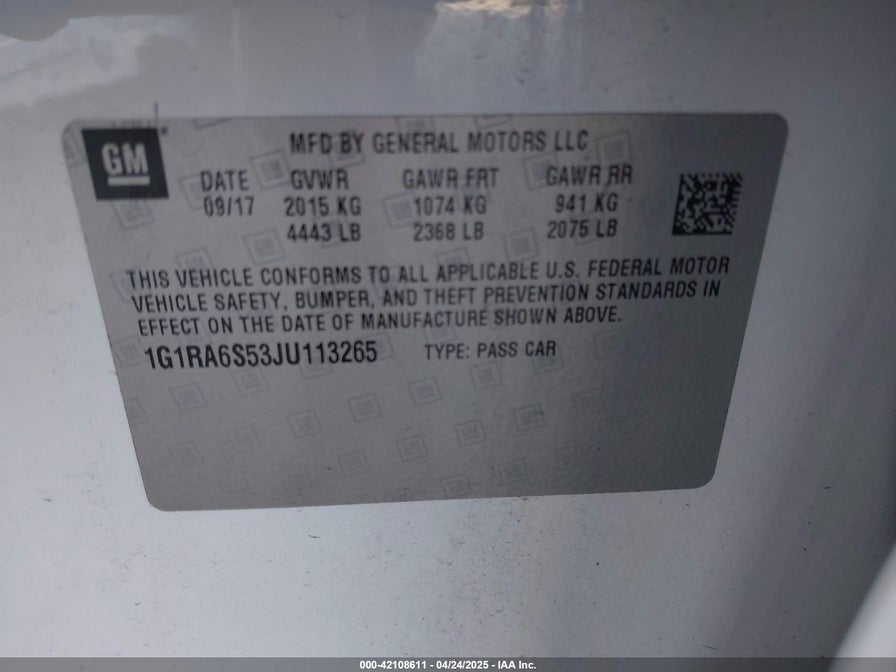 GM
MFD BY GENERAL MOTORS LLC
DATE GVWR GAWR FRT GAWR RR
09/17 2015 KG 1074 KG 941 KG
4443 LB 2368 LB 2075 LB
THIS VEHICLE CONFORMS TO ALL APPLICABLE U.S. FEDERAL MOTOR
VEHICLE SAFETY, BUMPER, AND THEFT PREVENTION STANDARDS IN
EFFECT ON THE DATE OF MANUFACTURE SHOWN ABOVE.
1G1RA6S53JU113265 TYPE: PASS CAR
000-42108611 - 04/24/2025 - IAA Inc.